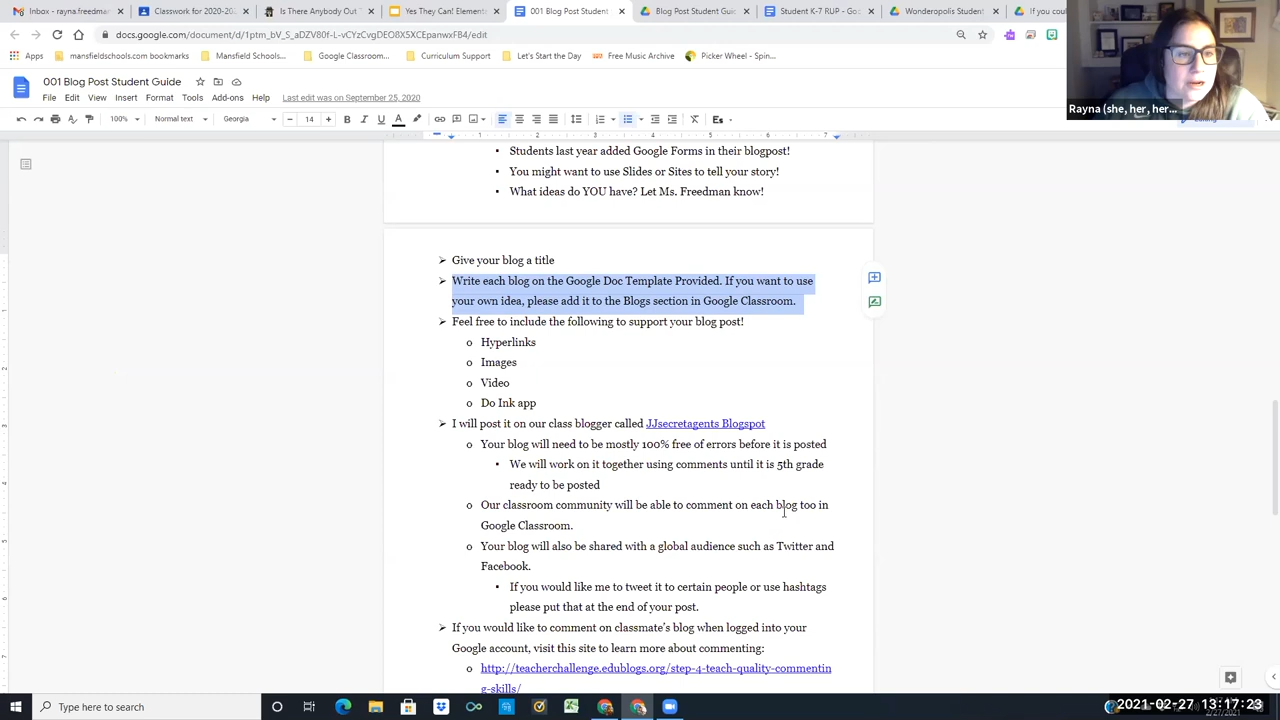 Inbox - rayna.freedma
Classwork for 2020-202
Is There Anybody Out T
Yes They Can! Element
001 Blog Post Student
Blog Post Student Guide
Student K-7 RUP - Go
Wonderopolis Student
If you coul
docs.google.com/document/d/1ptm_bV_S_aDZV80f-L-vCYzCvgDEO8X5XCEpsmvxFB4/edit
Apps
mansfieldschools.com bookmarks
Mansfield Schools...
Google Classroom...
Curriculum Support
Let's Start the Day
Free Music Archive
Picker Wheel - Spin...
001 Blog Post Student Guide
File Edit View Insert Format Tools Add-ons Help Last edit was on September 25, 2020
100% Normal text Georgia 14 B I U A
Rayna (she, her, her...
Students last year added Google Forms in their blogpost!
You might want to use Slides or Sites to tell your story!
What ideas do YOU have? Let Ms. Freedman know!
Give your blog a title
Write each blog on the Google Doc Template Provided. If you want to use
your own idea, please add it to the Blogs section in Google Classroom.
Feel free to include the following to support your blog post!
Hyperlinks
Images
Video
Do Ink app
I will post it on our class blogger called JJsecretagents Blogspot
Your blog will need to be mostly 100% free of errors before it is posted
We will work on it together using comments until it is 5th grade
ready to be posted
Our classroom community will be able to comment on each blog too in
Google Classroom.
Your blog will also be shared with a global audience such as Twitter and
Facebook.
If you would like me to tweet it to certain people or use hashtags
please put that at the end of your post.
If you would like to comment on classmate's blog when logged into your
Google account, visit this site to learn more about commenting:
http://teacherchallenge.edublogs.org/step-4-teach-quality-commentin
g-skills/
Type here to search
2021-02-27 13:17:23